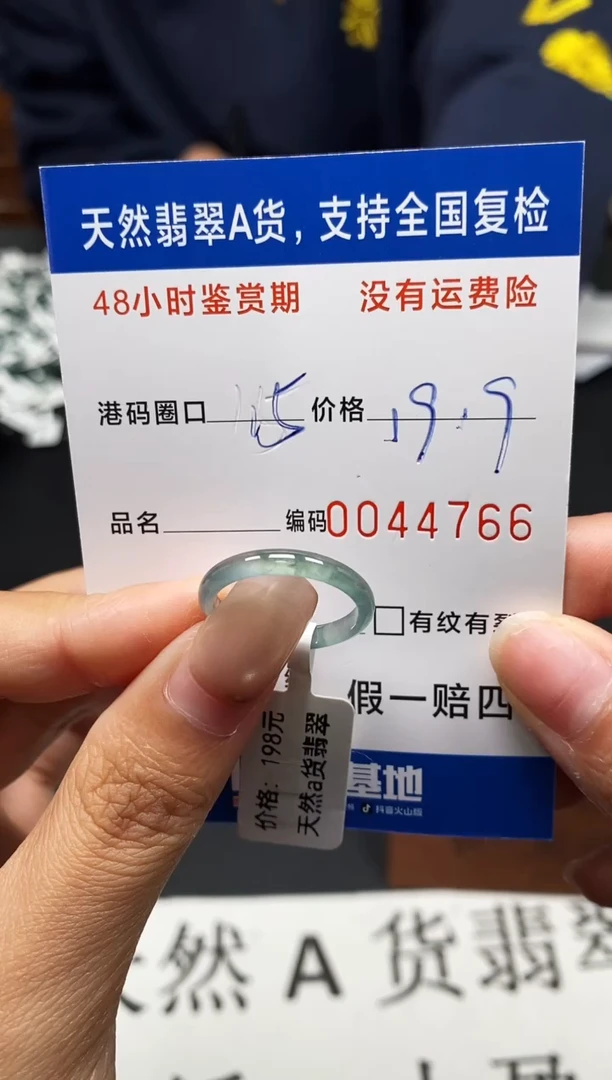 天然翡翠A货，支持全国复检
48小时鉴赏期 没有运费险
港码圈口 价格 19.9
品名 编码0044766
有纹有裂
假一赔四
基地
抖音火山版
价格：198元
天然a货翡翠
然 A 货翡翠